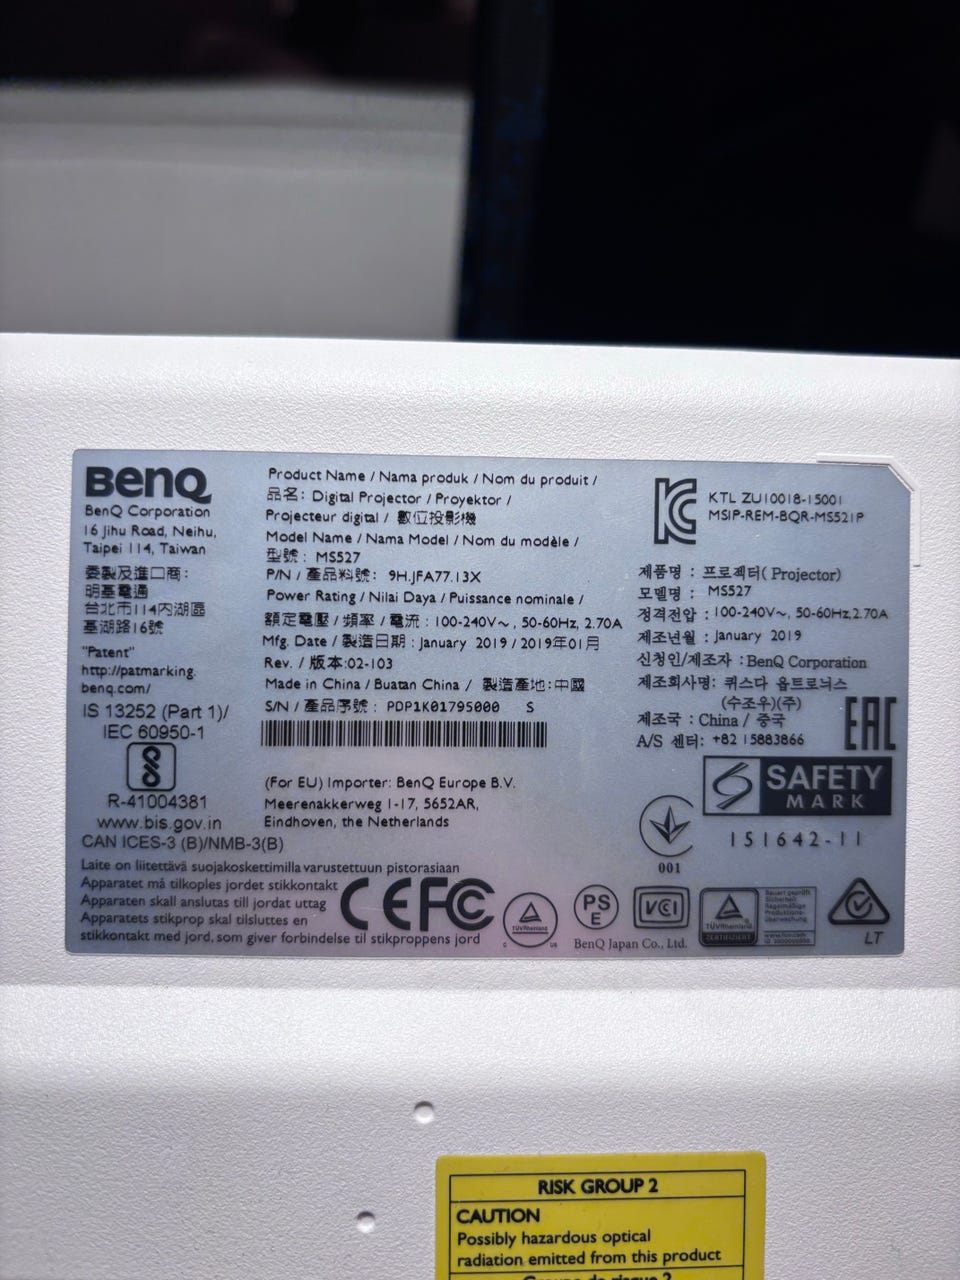 BenQ
BenQ Corporation
16 Jihu Road, Neihu,
Taipei 114, Taiwan
委製及進口商：
明基電通
台北市114內湖區
基湖路16號
"Patent"
http://patmarking.
benq.com/
IS 13252 (Part 1)/
IEC 60950-1
R-41004381
www.bis.gov.in
CAN ICES-3 (B)/NMB-3(B)
Laite on liitettävä suojakoskettimilla varustettuun pistorasiaan
Apparatet må tilkoples jordet stikkontakt
Apparaten skall anslutas till jordat uttag
Apparatets stikprop skal tilsluttes en
stikkontakt med jord, som giver forbindelse til stikproppens jord
Product Name / Nama produk / Nom du produit /
品名： Digital Projector / Proyektor /
Projecteur digital / 數位投影機
Model Name / Nama Model / Nom du modèle /
型號： MS527
P/N / 產品料號： 9H.JFA77.13X
Power Rating / Nilai Daya / Puissance nominale /
額定電壓 / 頻率 / 電流：100-240V~, 50-60Hz, 2.70A
Mfg. Date / 製造日期：January 2019 / 2019年01月
Rev. / 版本:02-103
Made in China / Buatan China / 製造產地:中國
S/N / 產品序號： PDP1K01795000 S
(For EU) Importer: BenQ Europe B.V.
Meerenakkerweg 1-17, 5652AR,
Eindhoven, the Netherlands
CE FC
TÜVRheinland
C US
PS
E
BenQ Japan Co., Ltd.
VCI
KTL ZU10018-15001
MSIP-REM-BQR-MS521P
제품명 : 프로젝터( Projector)
모델명 : MS527
정격전압 : 100-240V~, 50-60Hz,2.70A
제조년월 : January 2019
신청인/제조자 :BenQ Corporation
제조회사명: 퀴스다 옵트로닉스
(수조우)(주)
제조국 : China / 중국
A/S 센터: +82 15883866
EAC
SAFETY
MARK
151642-11
001
TÜVRheinland
ZERTIFIZIERT
Bauart geprüft
Sicherheit
Regelmäßige
Produktions-
überwachung
LT
RISK GROUP 2
CAUTION
Possibly hazardous optical
radiation emitted from this product
Groupe de risque 2